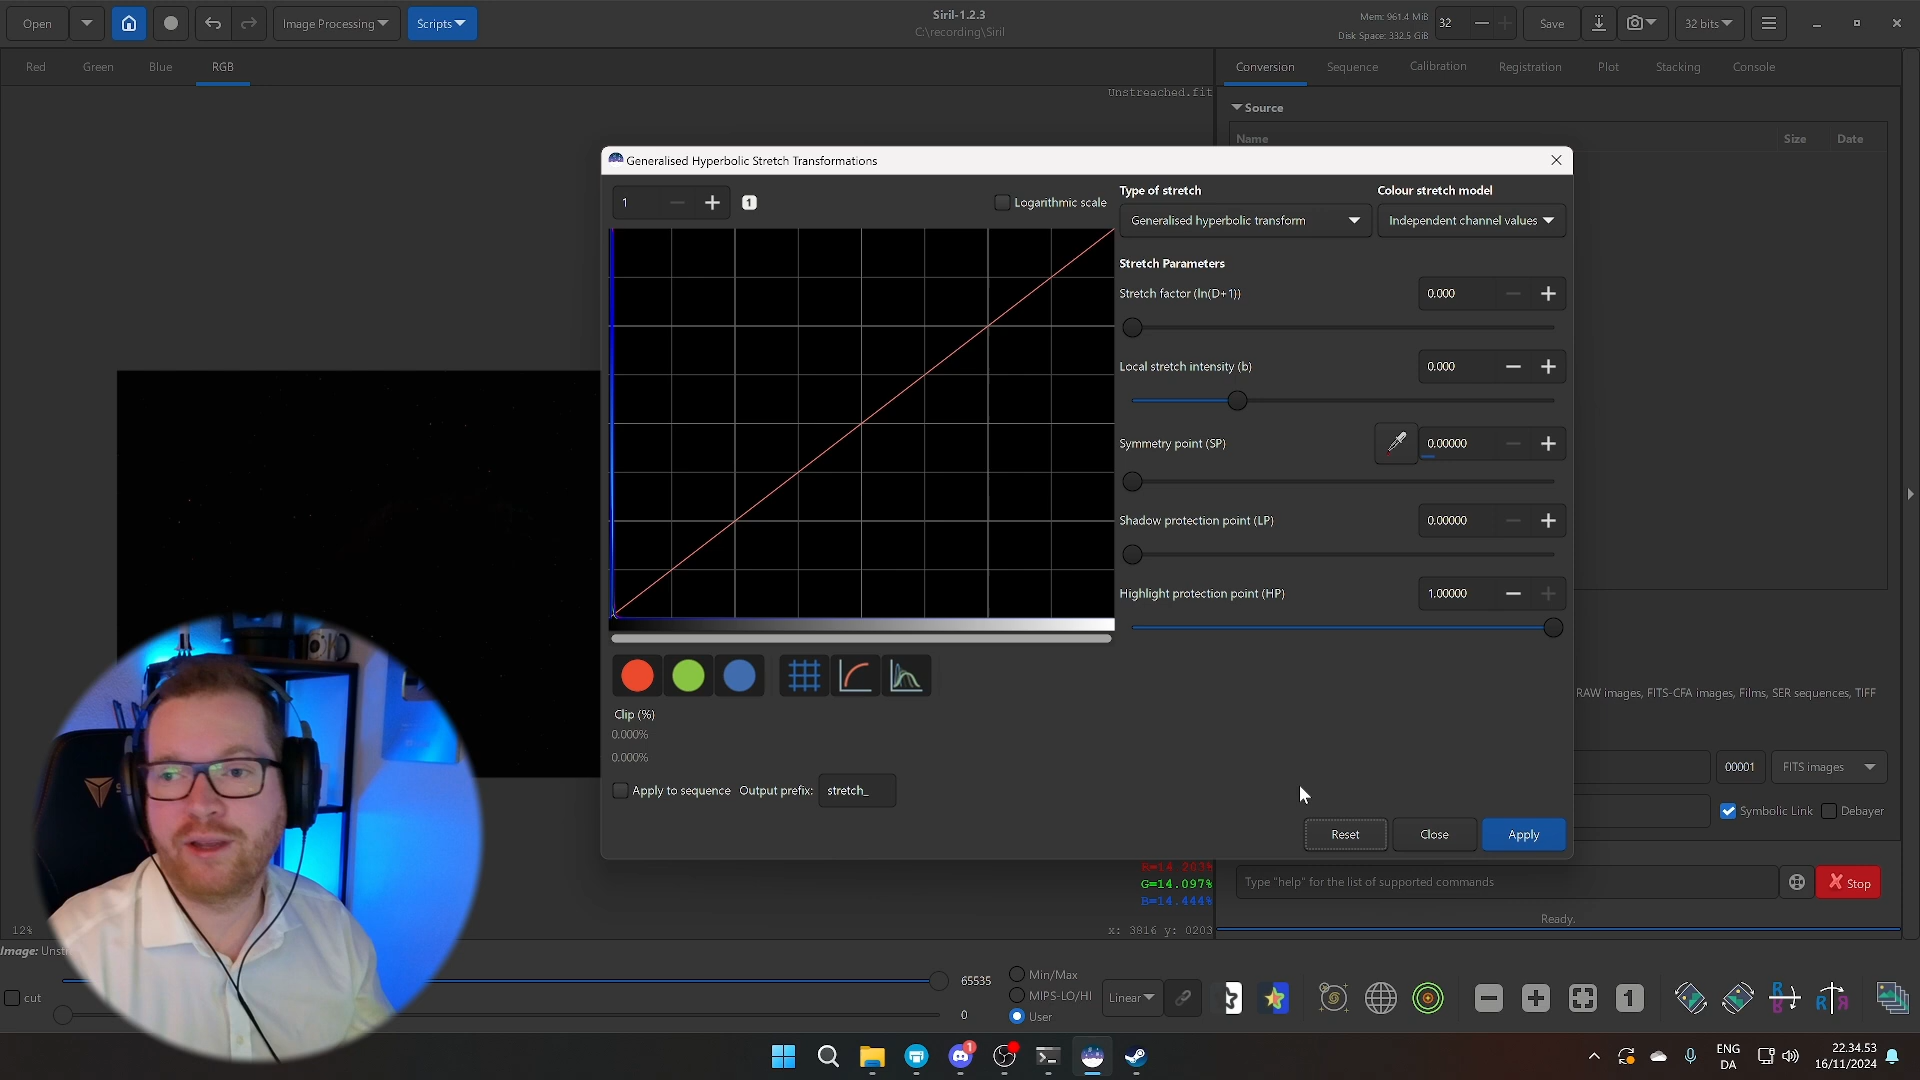 Open
Image Processing
Scripts
Siril-1.2.3
C:\recording\Siril
Mem: 961.4 MiB
Disk Space: 332.5 GiB
32
Save
32 bits
Red
Green
Blue
RGB
Unstreached.fit
Conversion
Sequence
Calibration
Registration
Plot
Stacking
Console
Source
Name
Size
Date
Generalised Hyperbolic Stretch Transformations
1
1
Logarithmic scale
Type of stretch
Colour stretch model
Generalised hyperbolic transform
Independent channel values
Stretch Parameters
Stretch factor (ln(D+1))
0.000
Local stretch intensity (b)
0.000
Symmetry point (SP)
0.00000
Shadow protection point (LP)
0.00000
Highlight protection point (HP)
1.00000
Clip (%)
0.000%
0.000%
Apply to sequence
Output prefix:
stretch_
Reset
Close
Apply
RAW images, FITS-CFA images, Films, SER sequences, TIFF
00001
FITS images
Symbolic Link
Debayer
R=14.203%
G=14.097%
B=14.444%
Type "help" for the list of supported commands
Stop
Ready.
12%
x: 3816 y: 0203
Image: Unst
cut
65535
0
Min/Max
MIPS-LO/HI
User
Linear
1
ENG
DA
22.34.53
16/11/2024